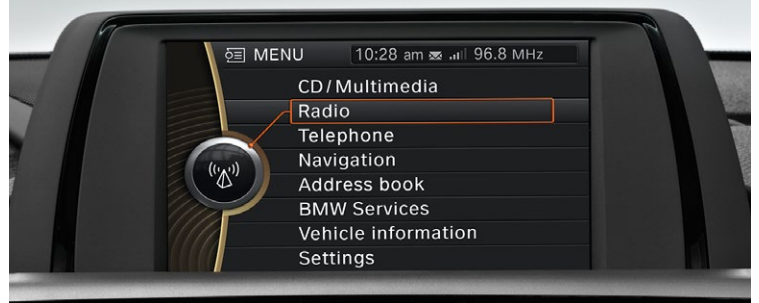 MENU 10:28 am 96.8 MHz
CD/Multimedia
Radio
Telephone
Navigation
Address book
BMW Services
Vehicle information
Settings